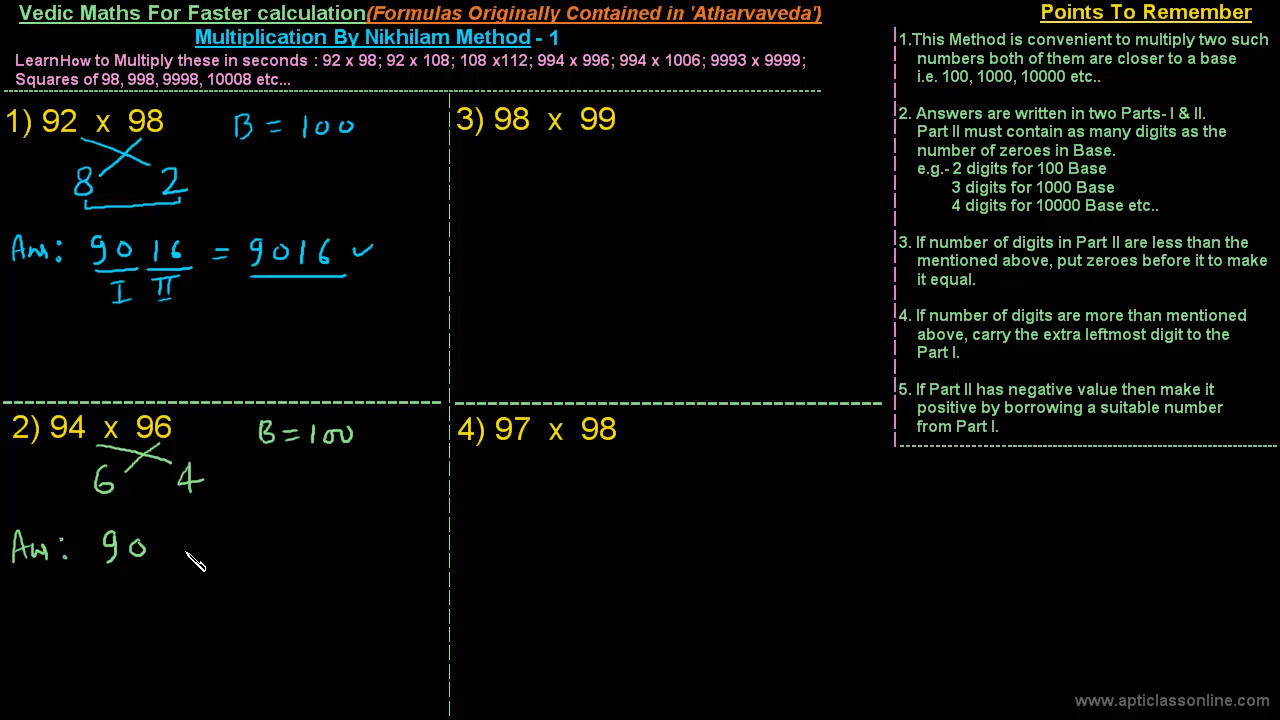 Vedic Maths For Faster calculation(Formulas Originally Contained in 'Atharvaveda')
Multiplication By Nikhilam Method - 1
Learn How to Multiply these in seconds : 92 x 98; 92 x 108; 108 x112; 994 x 996; 994 x 1006; 9993 x 9999;
Squares of 98, 998, 9998, 10008 etc...
1) 92 x 98 B = 100
8 2
Ans: 90 16 = 9016 ✓
I II
2) 94 x 96 B = 100
6 4
Ans: 90
3) 98 x 99
4) 97 x 98
Points To Remember
1.This Method is convenient to multiply two such
numbers both of them are closer to a base
i.e. 100, 1000, 10000 etc..
2. Answers are written in two Parts- I & II.
Part II must contain as many digits as the
number of zeroes in Base.
e.g.- 2 digits for 100 Base
3 digits for 1000 Base
4 digits for 10000 Base etc..
3. If number of digits in Part II are less than the
mentioned above, put zeroes before it to make
it equal.
4. If number of digits are more than mentioned
above, carry the extra leftmost digit to the
Part I.
5. If Part II has negative value then make it
positive by borrowing a suitable number
from Part I.
www.apticlassonline.com